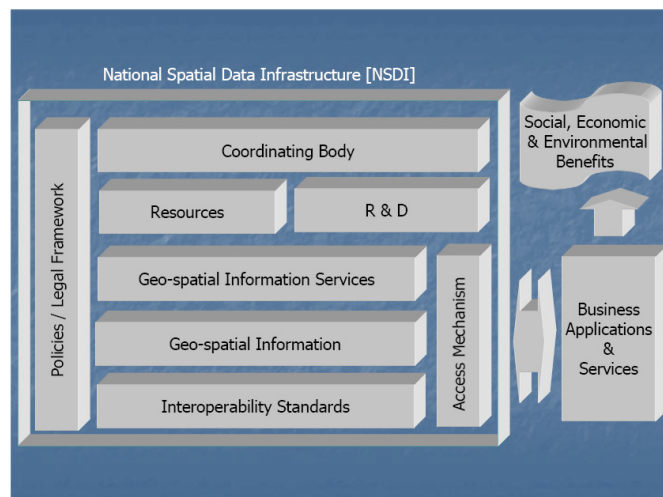 National Spatial Data Infrastructure [NSDI]
Policies / Legal Framework
Coordinating Body
Resources
R & D
Geo-spatial Information Services
Geo-spatial Information
Interoperability Standards
Access Mechanism
Social, Economic
& Environmental
Benefits
Business
Applications
&
Services